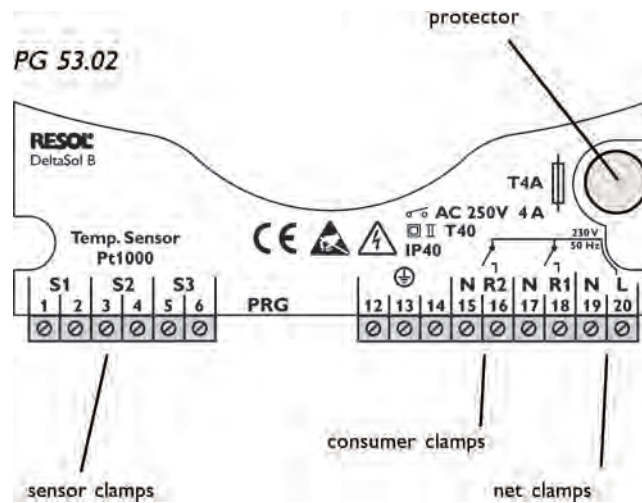 protector
PG 53.02
RESOL®
DeltaSol B
T4A
AC 250V 4 A
T40
IP40
230V
50 Hz
Temp. Sensor
Pt1000
S1 S2 S3
N R2 N R1 N L
1 2 3 4 5 6 PRG 12 13 14 15 16 17 18 19 20
consumer clamps
sensor clamps net clamps